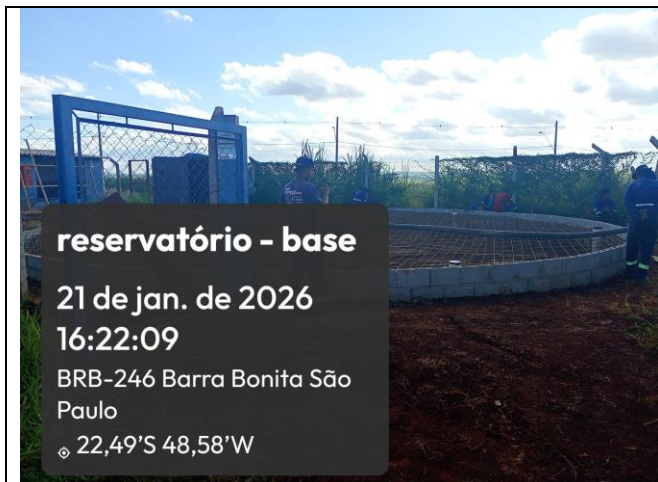 reservatório - base
21 de jan. de 2026
16:22:09
BRB-246 Barra Bonita São
Paulo
22,49’S 48,58’W